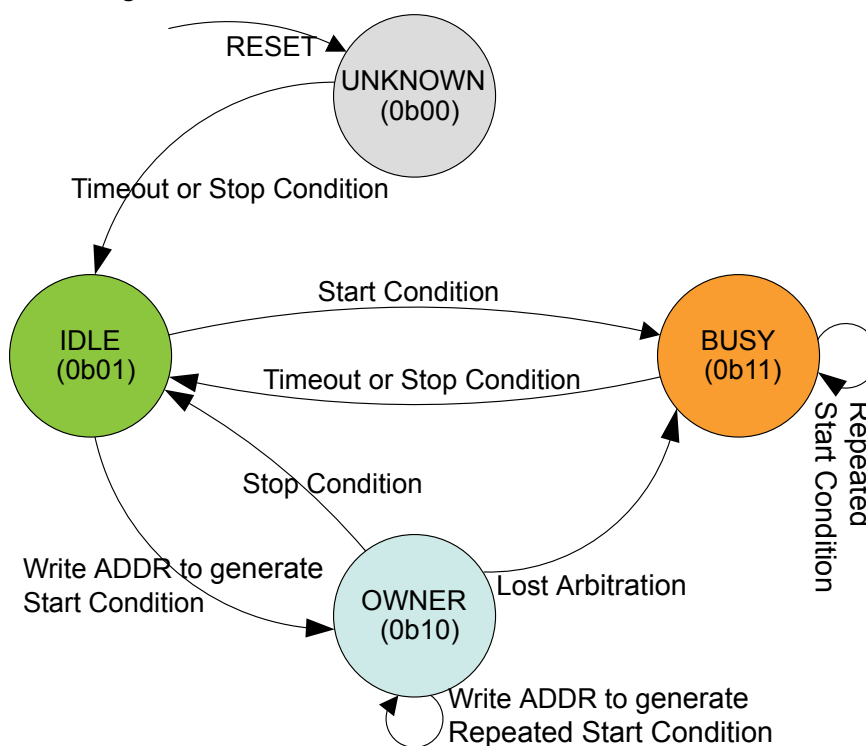 RESET
UNKNOWN
(0b00)
Timeout or Stop Condition
Start Condition
IDLE
(0b01)
BUSY
(0b11)
Timeout or Stop Condition
Repeated
Start Condition
Stop Condition
Write ADDR to generate
Start Condition
Lost Arbitration
OWNER
(0b10)
Write ADDR to generate
Repeated Start Condition